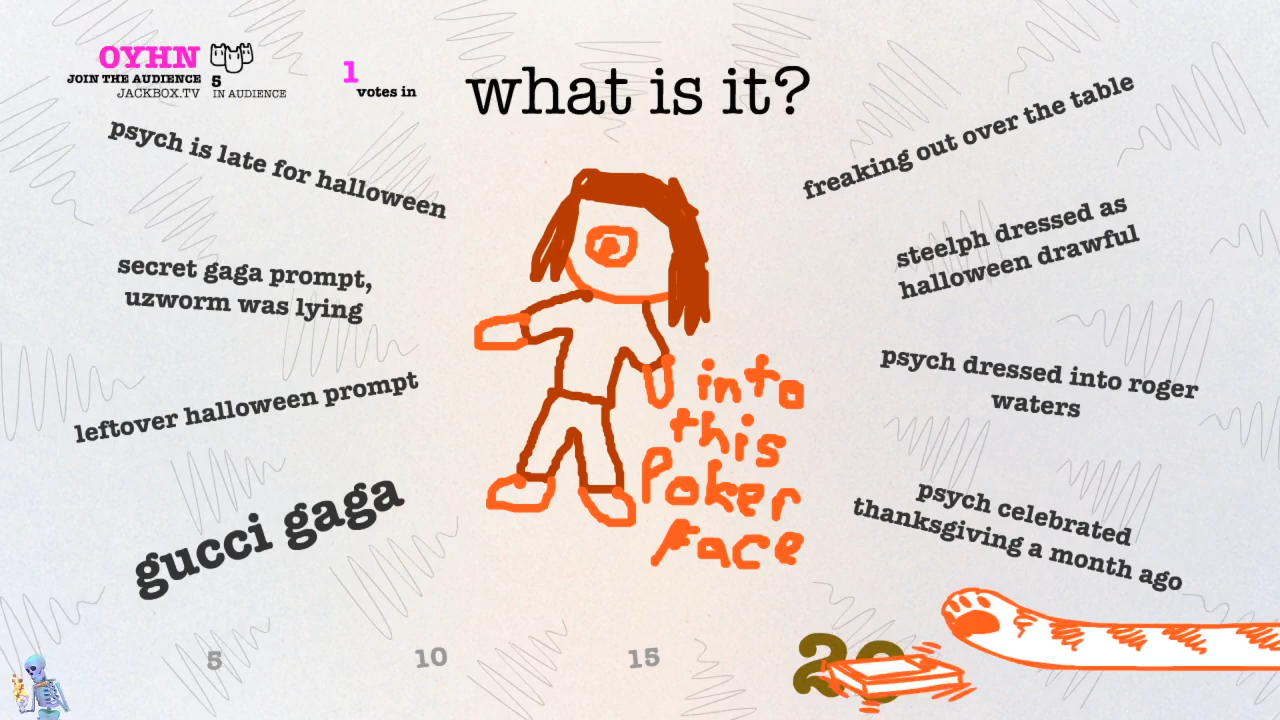 OYHN
JOIN THE AUDIENCE
JACKBOX.TV
5
IN AUDIENCE
1
votes in
what is it?
psych is late for halloween
secret gaga prompt,
uzworm was lying
leftover halloween prompt
gucci gaga
freaking out over the table
steelph dressed as
halloween drawful
psych dressed into roger
waters
psych celebrated
thanksgiving a month ago
U into
this
Poker
Face
5
10
15